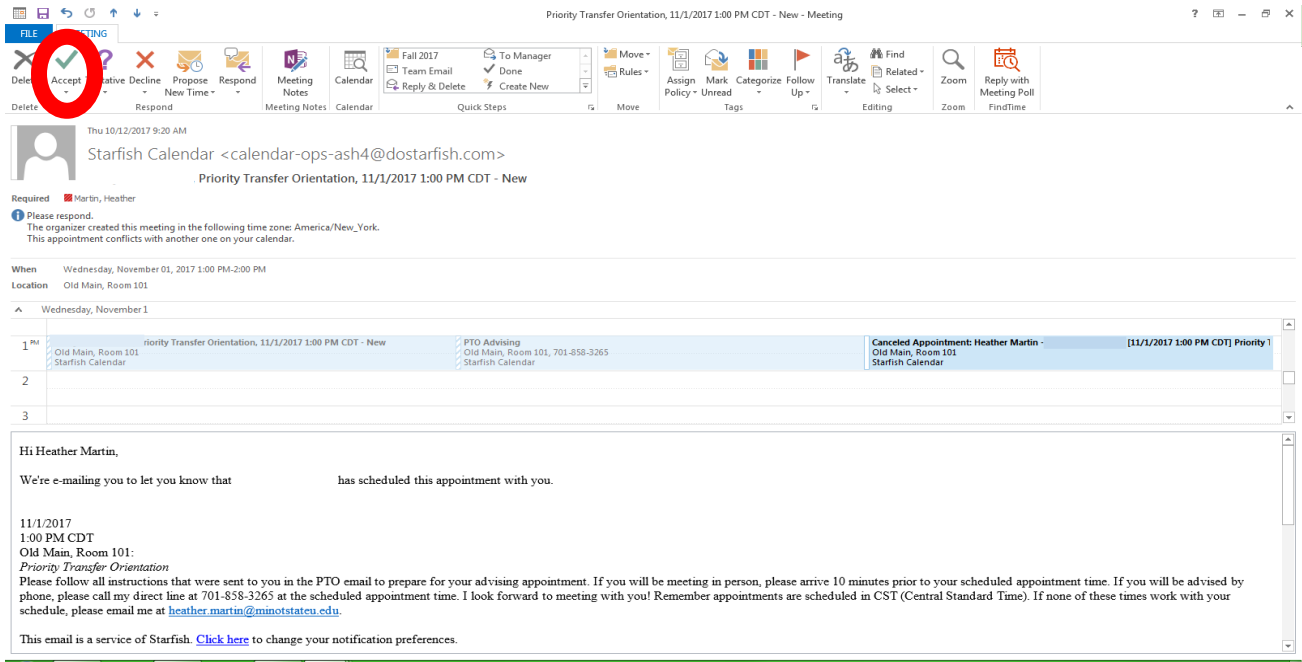 Priority Transfer Orientation, 11/1/2017 1:00 PM CDT - New - Meeting
FILE
Accept
Decline
Propose New Time
Respond
Meeting Notes
Calendar
Fall 2017
Team Email
Reply & Delete
To Manager
Done
Create New
Move
Rules
Assign Policy
Mark Unread
Categorize
Follow Up
Translate
Find
Related
Select
Zoom
Reply with Meeting Poll
Delete
Respond
Meeting Notes
Calendar
Quick Steps
Move
Tags
Editing
Zoom
FindTime
Thu 10/12/2017 9:20 AM
Starfish Calendar <calendar-ops-ash4@dostarfish.com>
Priority Transfer Orientation, 11/1/2017 1:00 PM CDT - New
Required Martin, Heather
Please respond.
The organizer created this meeting in the following time zone: America/New_York.
This appointment conflicts with another one on your calendar.
When Wednesday, November 01, 2017 1:00 PM-2:00 PM
Location Old Main, Room 101
Wednesday, November 1
1 PM
riority Transfer Orientation, 11/1/2017 1:00 PM CDT - New
Old Main, Room 101
Starfish Calendar
PTO Advising
Old Main, Room 101, 701-858-3265
Starfish Calendar
Canceled Appointment: Heather Martin - [11/1/2017 1:00 PM CDT] Priority
Old Main, Room 101
Starfish Calendar
2
3
Hi Heather Martin,
We're e-mailing you to let you know that has scheduled this appointment with you.
11/1/2017
1:00 PM CDT
Old Main, Room 101:
Priority Transfer Orientation
Please follow all instructions that were sent to you in the PTO email to prepare for your advising appointment. If you will be meeting in person, please arrive 10 minutes prior to your scheduled appointment time. If you will be advised by
phone, please call my direct line at 701-858-3265 at the scheduled appointment time. I look forward to meeting with you! Remember appointments are scheduled in CST (Central Standard Time). If none of these times work with your
schedule, please email me at heather.martin@minotstateu.edu.
This email is a service of Starfish. Click here to change your notification preferences.